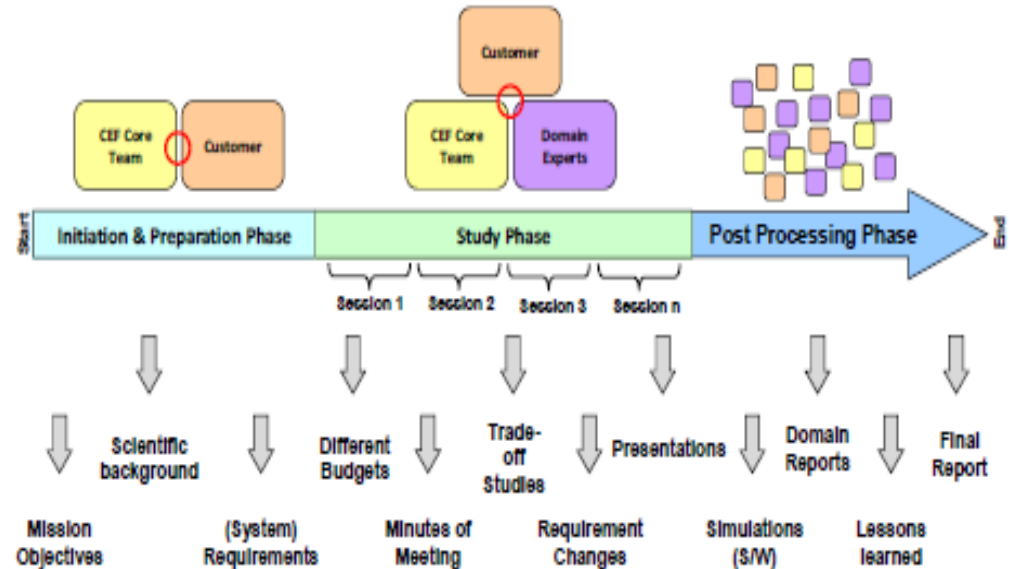 Customer
CEF Core
Team
Customer
CEF Core
Team
Domain
Experts
Start
Initiation & Preparation Phase
Study Phase
Post Processing Phase
End
Session 1
Session 2
Session 3
Session n
Scientific
background
Different
Budgets
Trade-
off
Studies
Presentations
Domain
Reports
Final
Report
Mission
Objectives
(System)
Requirements
Minutes of
Meeting
Requirement
Changes
Simulations
(S/W)
Lessons
learned